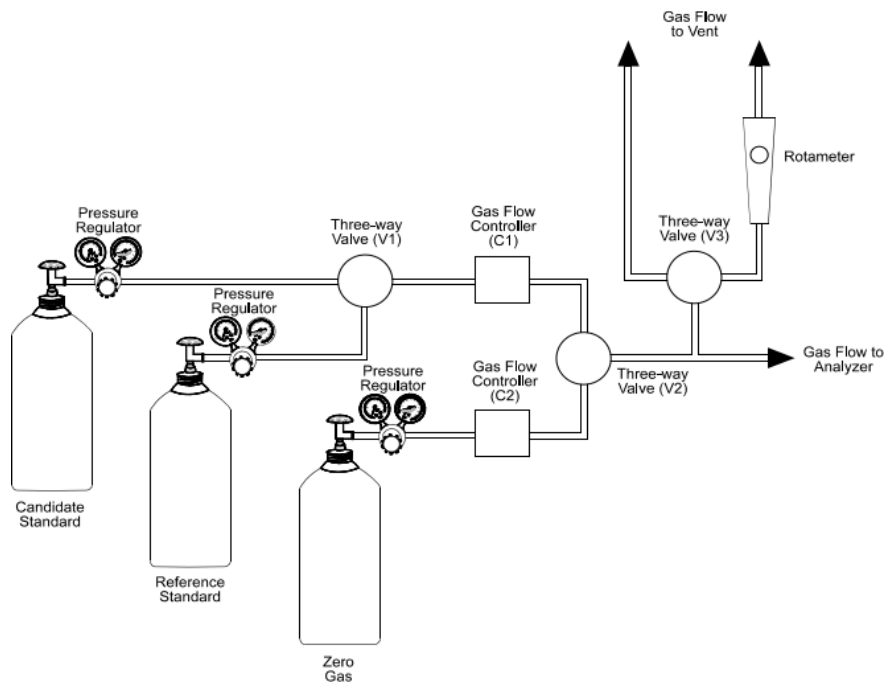 Gas Flow
to Vent
Rotameter
Pressure
Regulator
Three-way
Valve (V1)
Gas Flow
Controller
(C1)
Three-way
Valve (V3)
Pressure
Regulator
Pressure
Regulator
Gas Flow
Controller
(C2)
Three-way
Valve (V2)
Gas Flow to
Analyzer
Candidate
Standard
Reference
Standard
Zero
Gas